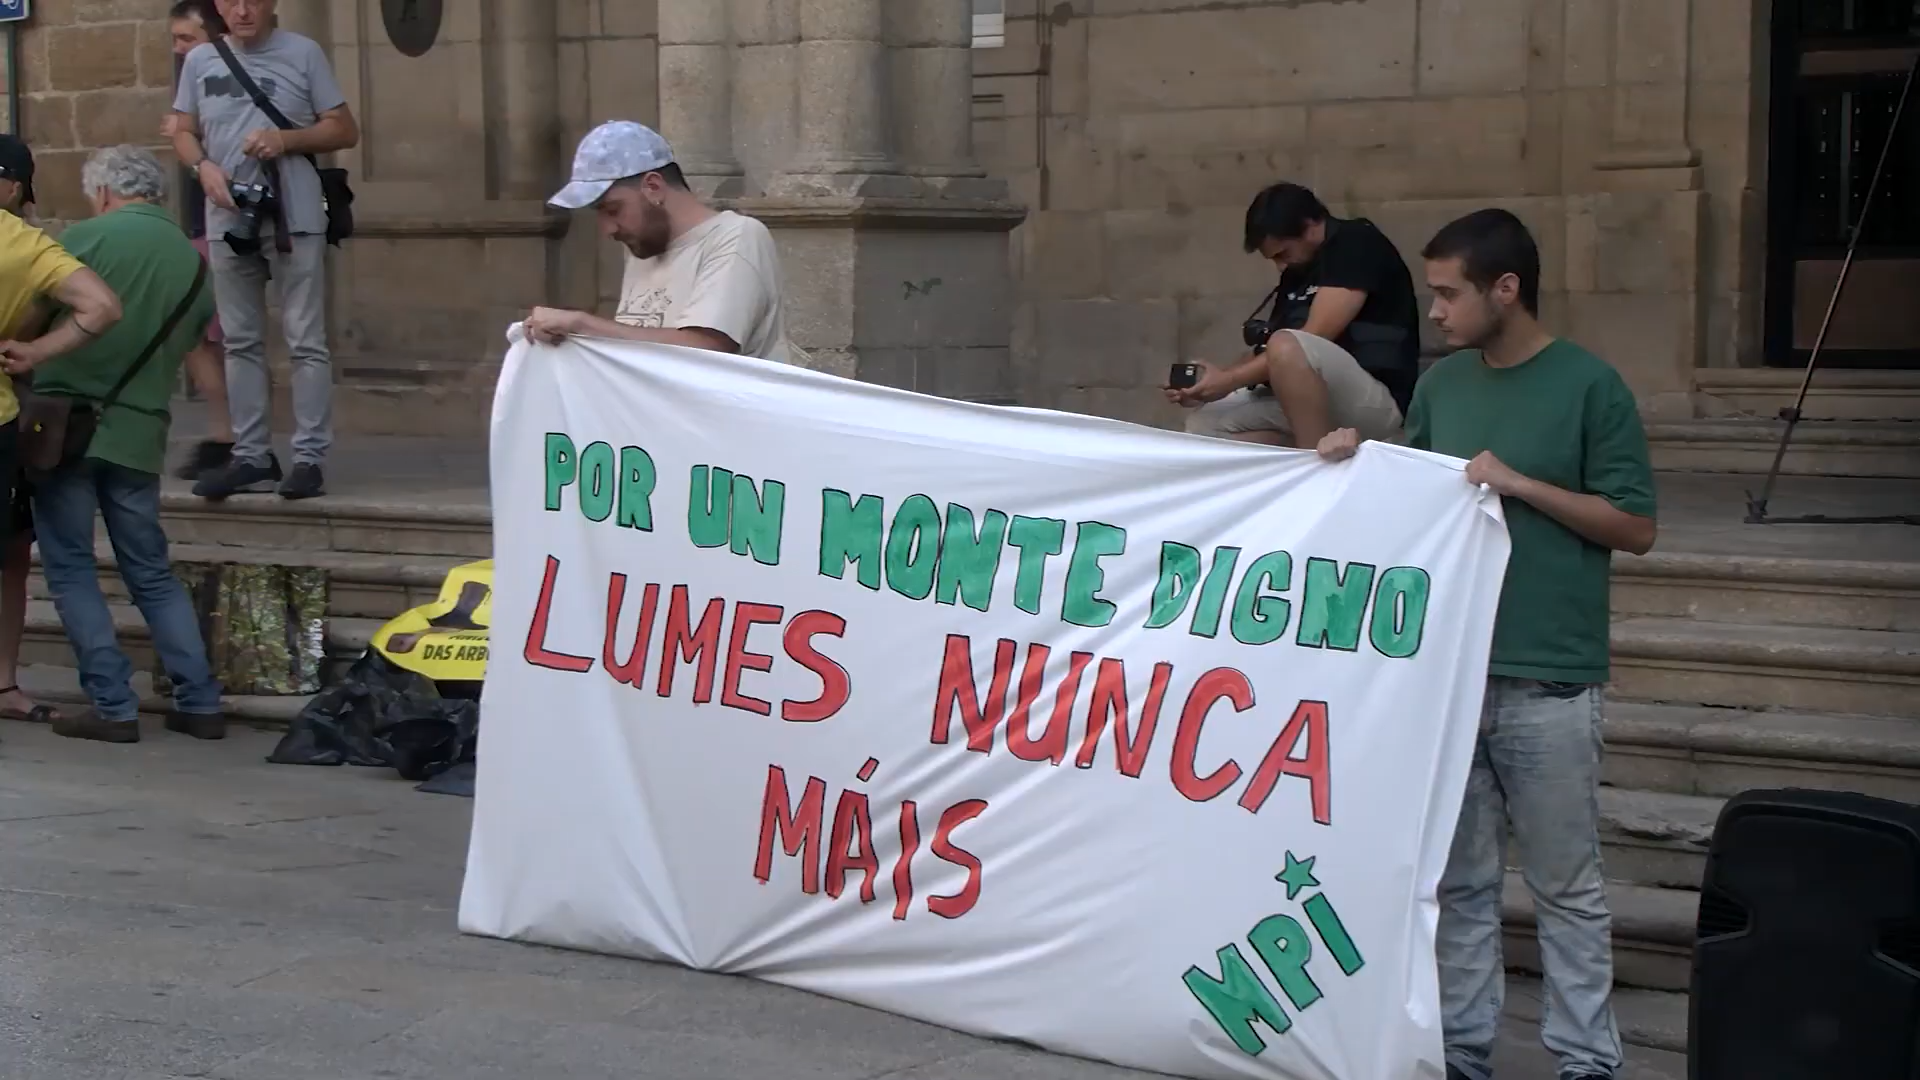 POR UN MONTE DIGNO
LUMES NUNCA
MÁIS
MPI
DAS ARB